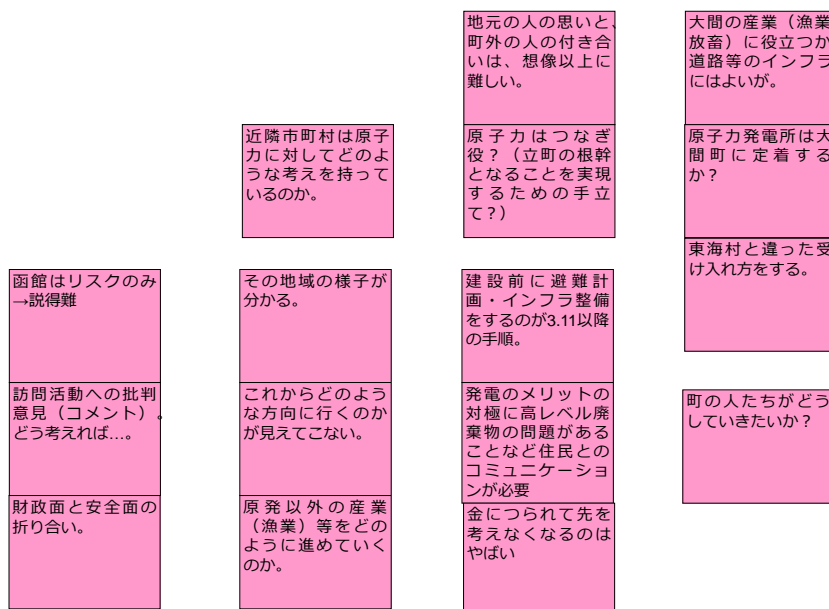 地元の人の思いと、
町外の人の付き合
いは、想像以上に
難しい。
大間の産業（漁業
放畜）に役立つか
道路等のインフラ
にはよいが。
近隣市町村は原子
力に対してどのよ
うな考えを持って
いるのか。
原子力はつなぎ
役？（立町の根幹
となることを実現
するための手立
て？）
原子力発電所は大
間町に定着する
か？
東海村と違った受
け入れ方をする。
函館はリスクのみ
→説得難
その地域の様子が
分かる。
建設前に避難計
画・インフラ整備
をするのが3.11以降
の手順。
訪問活動への批判
意見（コメント）。
どう考えれば…。
これからどのよう
な方向に行くのか
が見えてこない。
発電のメリットの
対極に高レベル廃
棄物の問題がある
ことなど住民との
コミュニケーショ
ンが必要
町の人たちがどう
していきたいか？
財政面と安全面の
折り合い。
原発以外の産業
（漁業）等をどの
ように進めていく
のか。
金につられて先を
考えなくなるのは
やばい